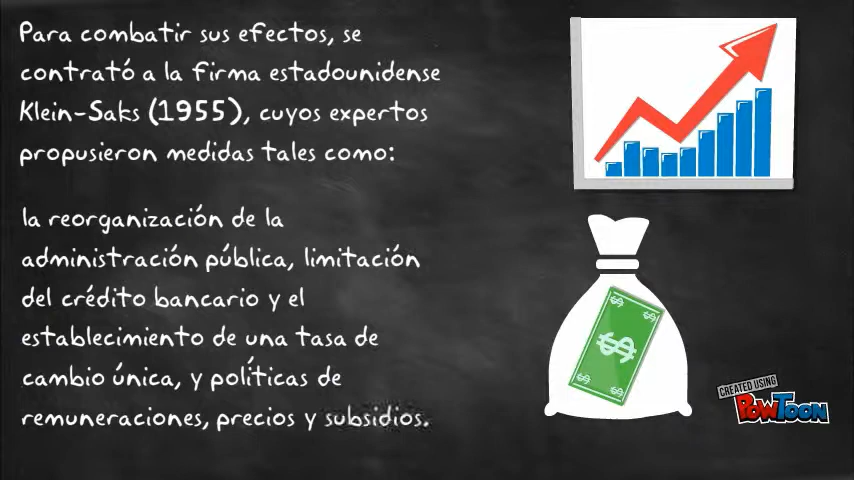 Para combatir sus efectos, se
contrató a la firma estadounidense
Klein-Saks (1955), cuyos expertos
propusieron medidas tales como:
la reorganización de la
administración pública, limitación
del crédito bancario y el
establecimiento de una tasa de
cambio única, y políticas de
remuneraciones, precios y subsidios.
$ $
$
$ $
CREATED USING
POWTOON